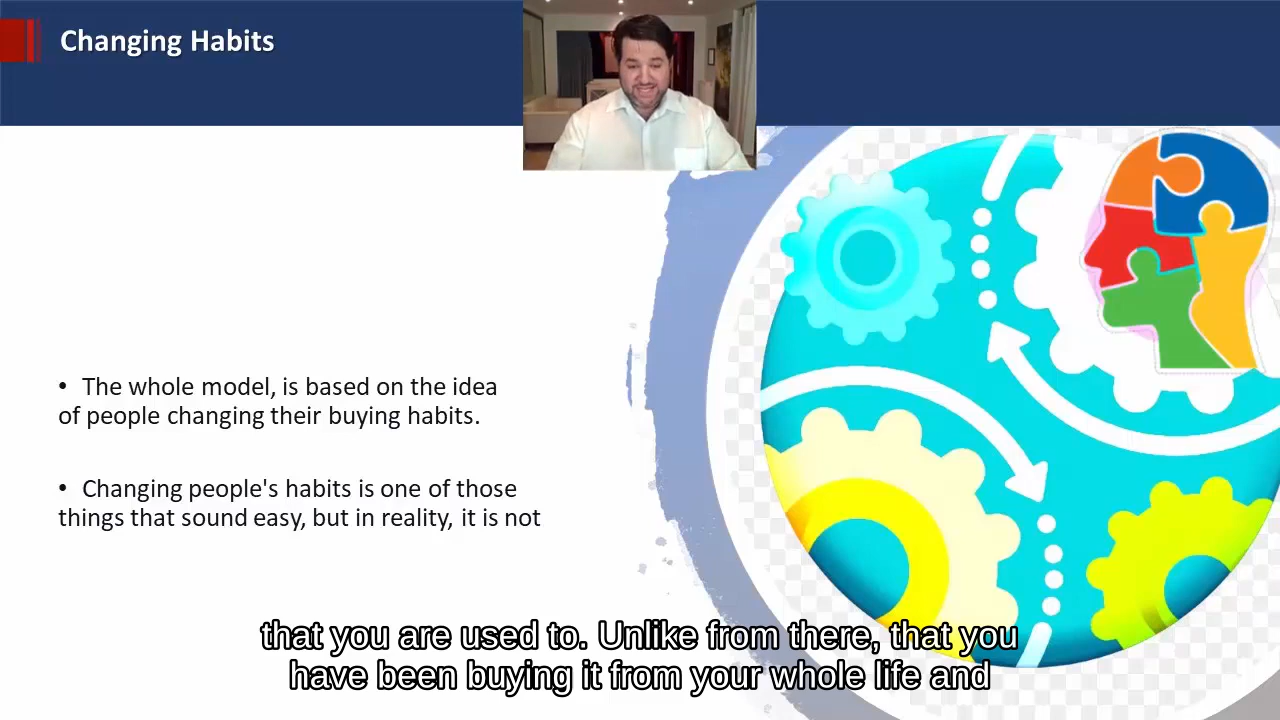 Changing Habits
• The whole model, is based on the idea
of people changing their buying habits.
• Changing people's habits is one of those
things that sound easy, but in reality, it is not
that you are used to. Unlike from there, that you
have been buying it from your whole life and